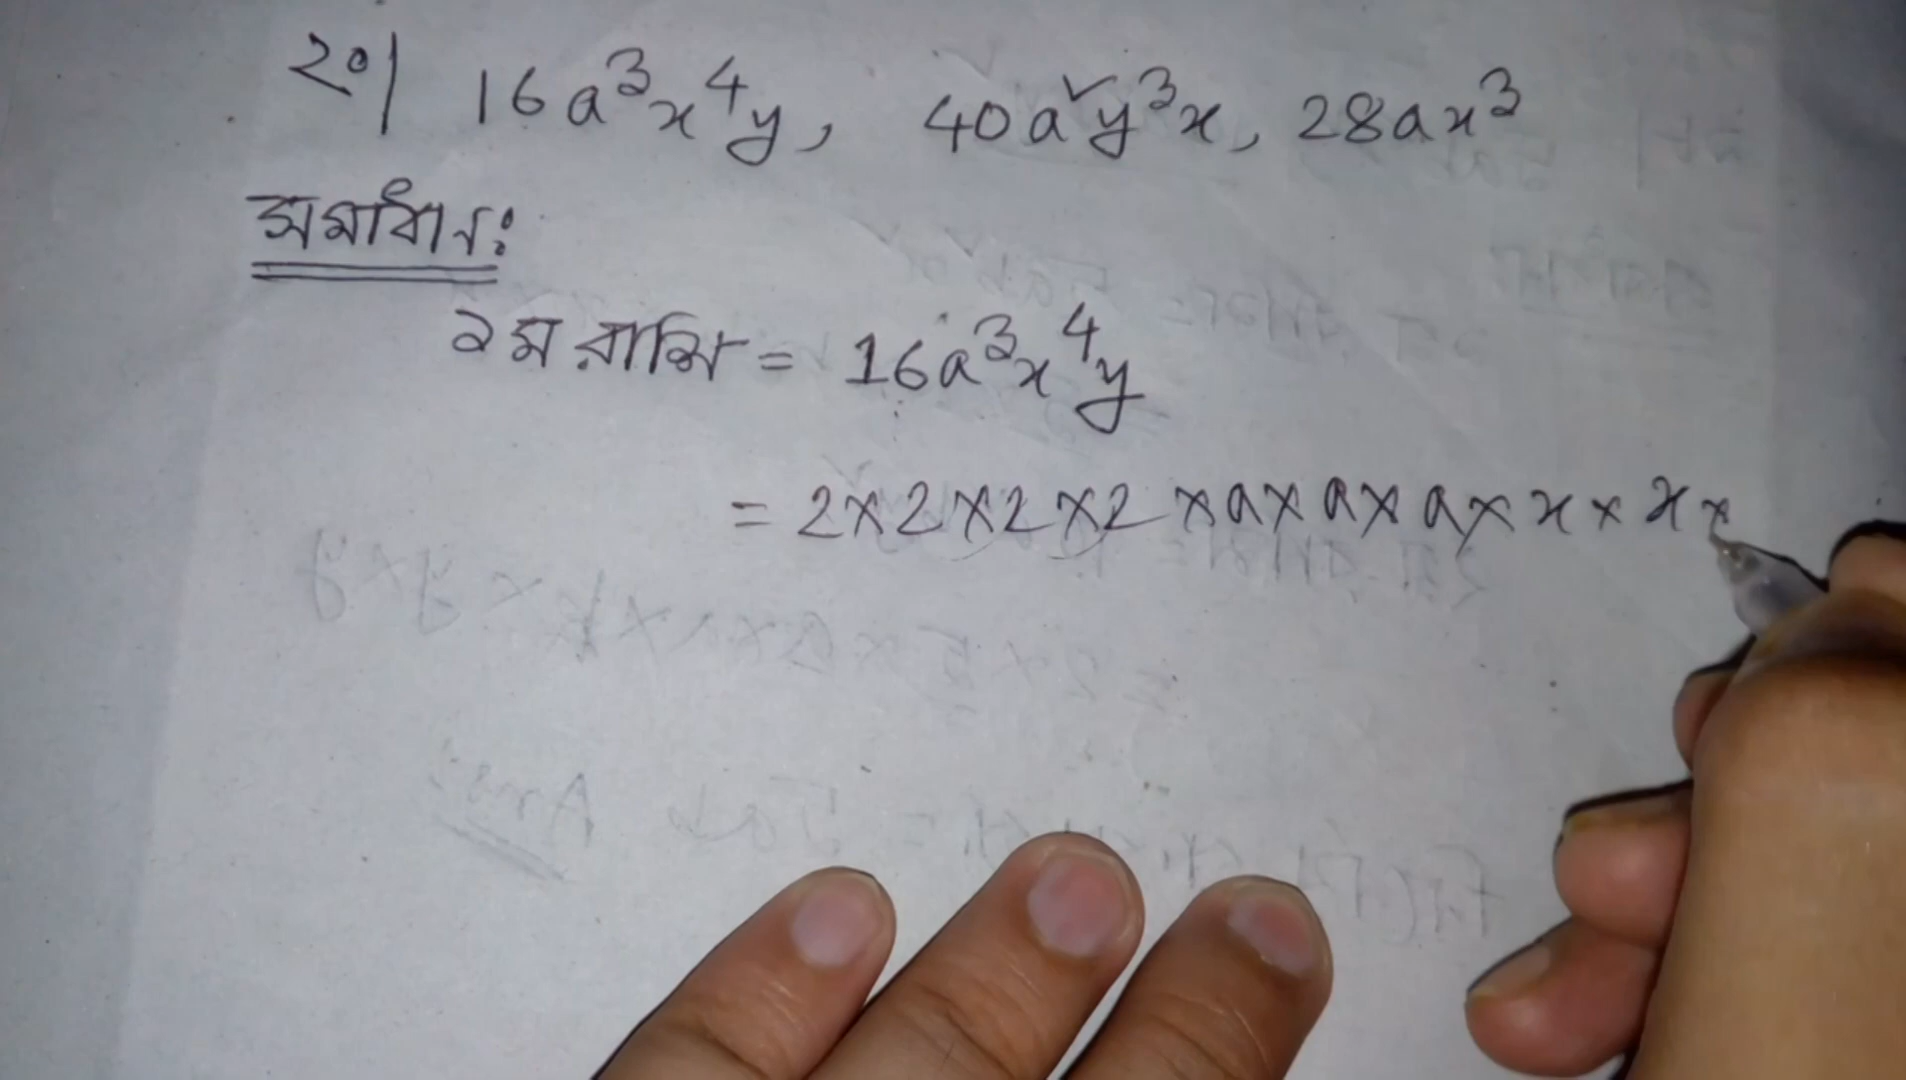 ২০| 16a³x⁴y, 40a²y³x, 28ax³
সমাধান:
১ম রাশি = 16a³x⁴y
= 2×2×2×2×a×a×a×x×x×